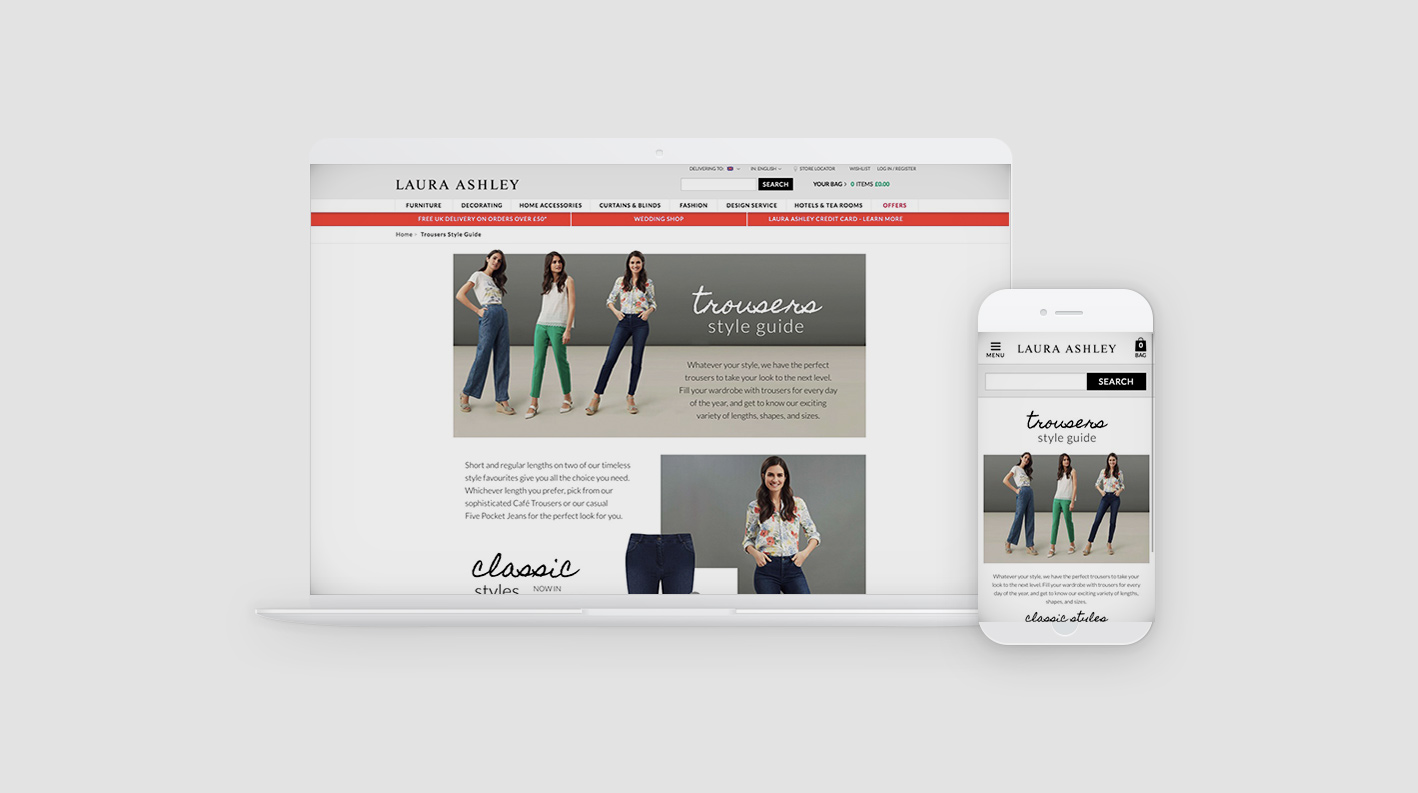 DELIVERING TO: IN: ENGLISH STORE LOCATOR WISHLIST LOG IN / REGISTER
LAURA ASHLEY
SEARCH
YOUR BAG > 0 ITEMS £0.00
FURNITURE DECORATING HOME ACCESSORIES CURTAINS & BLINDS FASHION DESIGN SERVICE HOTELS & TEA ROOMS OFFERS
FREE UK DELIVERY ON ORDERS OVER £50* WEDDING SHOP LAURA ASHLEY CREDIT CARD - LEARN MORE
Home > Trousers Style Guide
trousers
style guide
Whatever your style, we have the perfect
trousers to take your look to the next level.
Fill your wardrobe with trousers for every day
of the year, and get to know our exciting
variety of lengths, shapes, and sizes.
Short and regular lengths on two of our timeless
style favourites give you all the choice you need.
Whichever length you prefer, pick from our
sophisticated Café Trousers or our casual
Five Pocket Jeans for the perfect look for you.
classic
styles NOW IN
MENU
LAURA ASHLEY
0
BAG
SEARCH
trousers
style guide
Whatever your style, we have the perfect trousers to take your
look to the next level. Fill your wardrobe with trousers for every
day of the year, and get to know our exciting variety of lengths,
shapes, and sizes.
classic styles